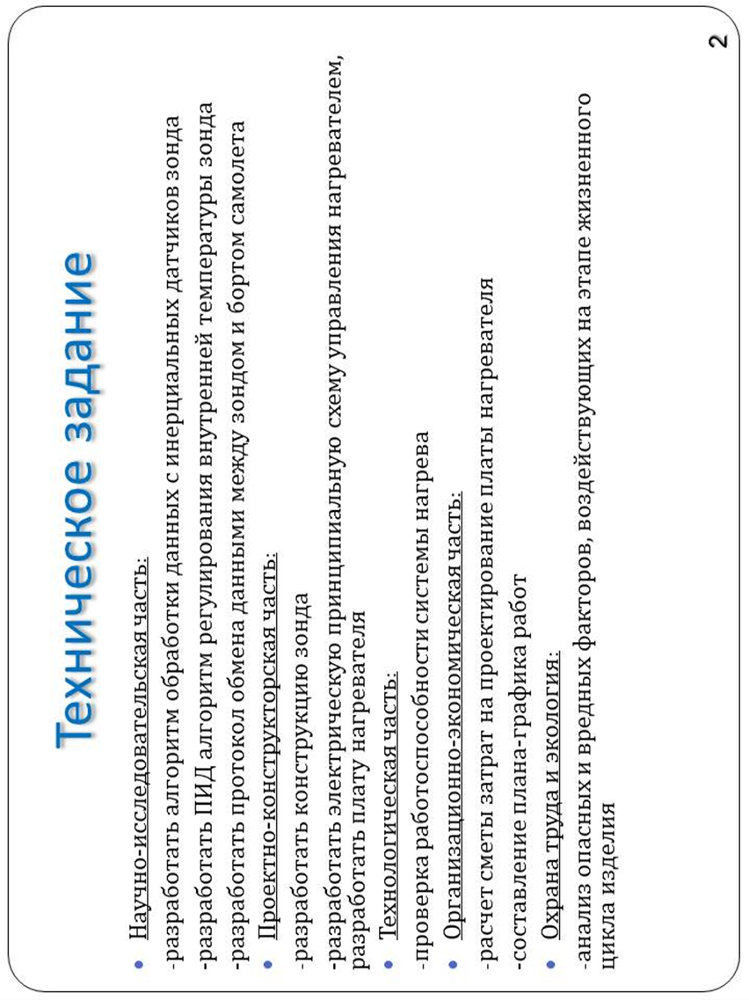 Техническое задание
• Научно-исследовательская часть:
-разработать алгоритм обработки данных с инерциальных датчиков зонда
-разработать ПИД алгоритм регулирования внутренней температуры зонда
-разработать протокол обмена данными между зондом и бортом самолета
• Проектно-конструкторская часть:
-разработать конструкцию зонда
-разработать электрическую принципиальную схему управления нагревателем,
разработать плату нагревателя
• Технологическая часть:
-проверка работоспособности системы нагрева
• Организационно-экономическая часть:
-расчет сметы затрат на проектирование платы нагревателя
-составление плана-графика работ
• Охрана труда и экология:
-анализ опасных и вредных факторов, воздействующих на этапе жизненного
цикла изделия
2